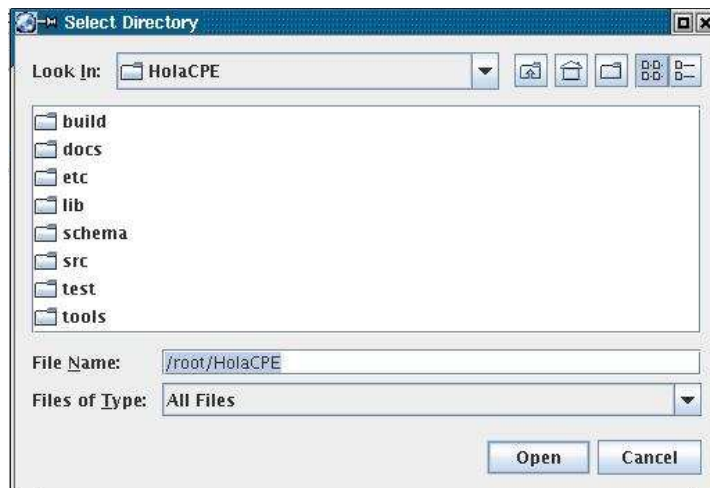 Select Directory
Look In: HolaCPE
build
docs
etc
lib
schema
src
test
tools
File Name: /root/HolaCPE
Files of Type: All Files
Open Cancel